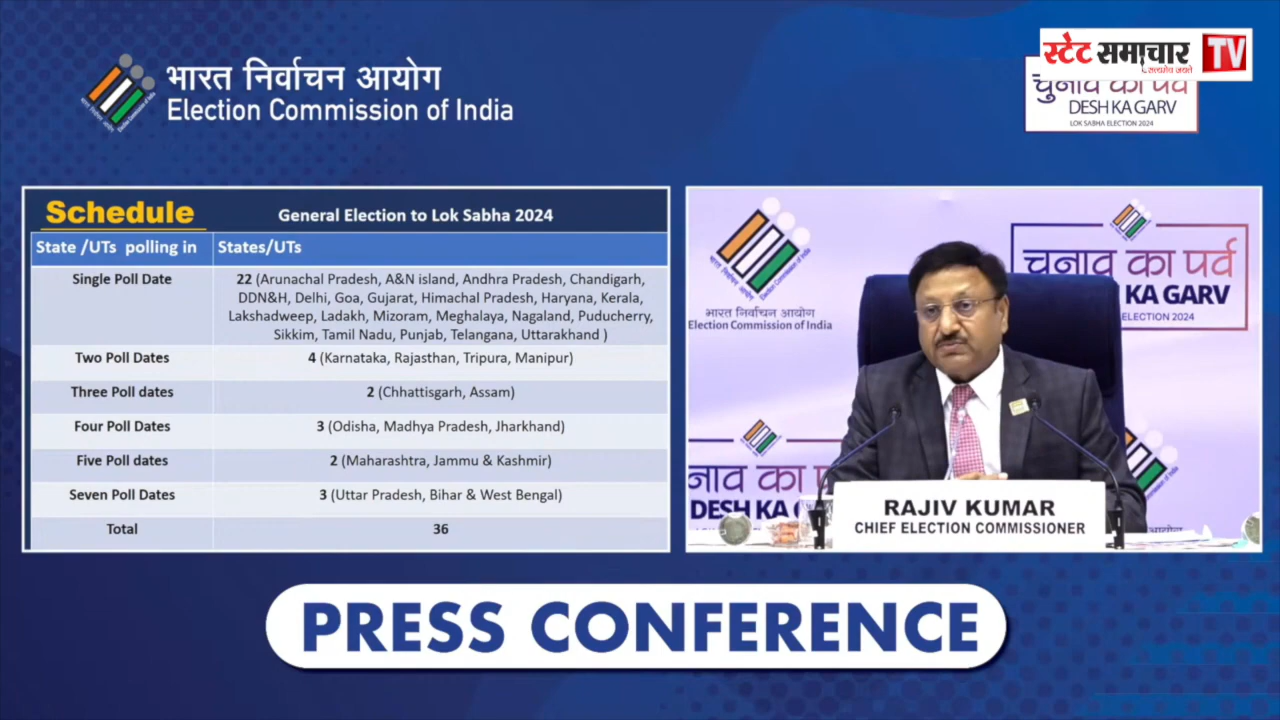 भारत निर्वाचन आयोग
Election Commission of India
स्टेट समाचार TV
सत्यमेव जयते
चुनाव का पर्व
DESH KA GARV
LOK SABHA ELECTION 2024
Schedule
General Election to Lok Sabha 2024
State /UTs polling in
States/UTs
Single Poll Date
22 (Arunachal Pradesh, A&N island, Andhra Pradesh, Chandigarh,
DDN&H, Delhi, Goa, Gujarat, Himachal Pradesh, Haryana, Kerala,
Lakshadweep, Ladakh, Mizoram, Meghalaya, Nagaland, Puducherry,
Sikkim, Tamil Nadu, Punjab, Telangana, Uttarakhand )
Two Poll Dates
4 (Karnataka, Rajasthan, Tripura, Manipur)
Three Poll dates
2 (Chhattisgarh, Assam)
Four Poll Dates
3 (Odisha, Madhya Pradesh, Jharkhand)
Five Poll dates
2 (Maharashtra, Jammu & Kashmir)
Seven Poll Dates
3 (Uttar Pradesh, Bihar & West Bengal)
Total
36
भारत निर्वाचन आयोग
Election Commission of India
चुनाव का पर्व
KA GARV
ELECTION 2024
नाव का प
DESH KA
RAJIV KUMAR
CHIEF ELECTION COMMISSIONER
PRESS CONFERENCE